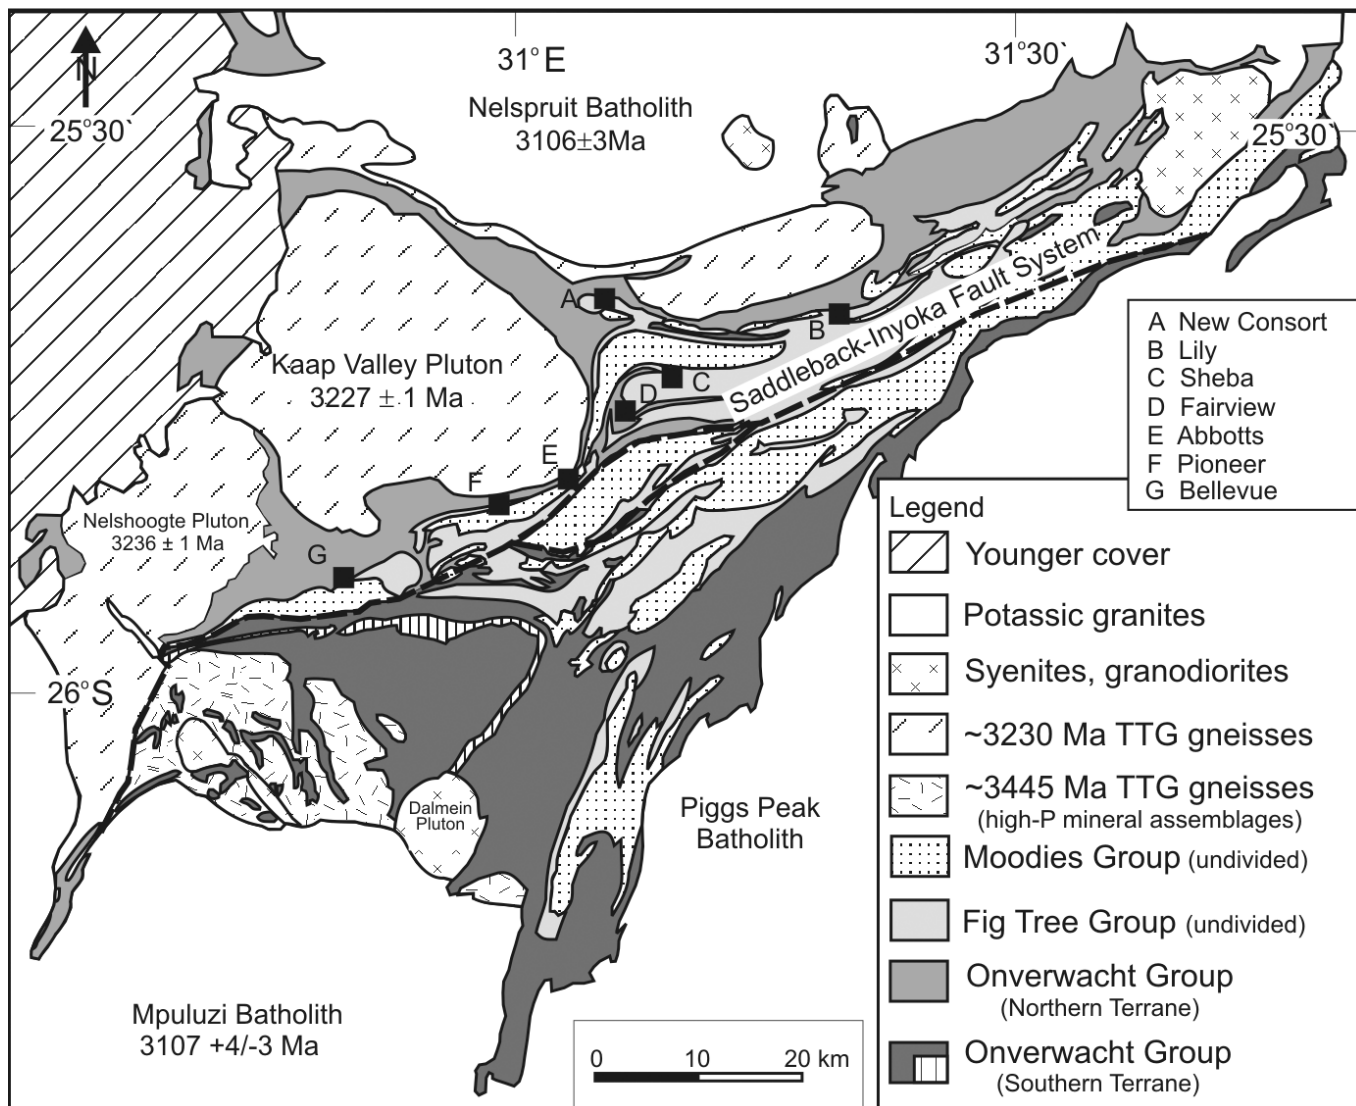 31°E
31°30`
N
25°30`
Nelspruit Batholith
3106±3Ma
25°30`
A
B
Saddleback-Inyoka Fault System
Kaap Valley Pluton
3227 ± 1 Ma
C
D
E
F
Nelshoogte Pluton
3236 ± 1 Ma
G
26°S
Dalmein
Pluton
Piggs Peak
Batholith
Mpuluzi Batholith
3107 +4/-3 Ma
0 10 20 km
A New Consort
B Lily
C Sheba
D Fairview
E Abbotts
F Pioneer
G Bellevue
Legend
Younger cover
Potassic granites
Syenites, granodiorites
~3230 Ma TTG gneisses
~3445 Ma TTG gneisses
(high-P mineral assemblages)
Moodies Group (undivided)
Fig Tree Group (undivided)
Onverwacht Group
(Northern Terrane)
Onverwacht Group
(Southern Terrane)